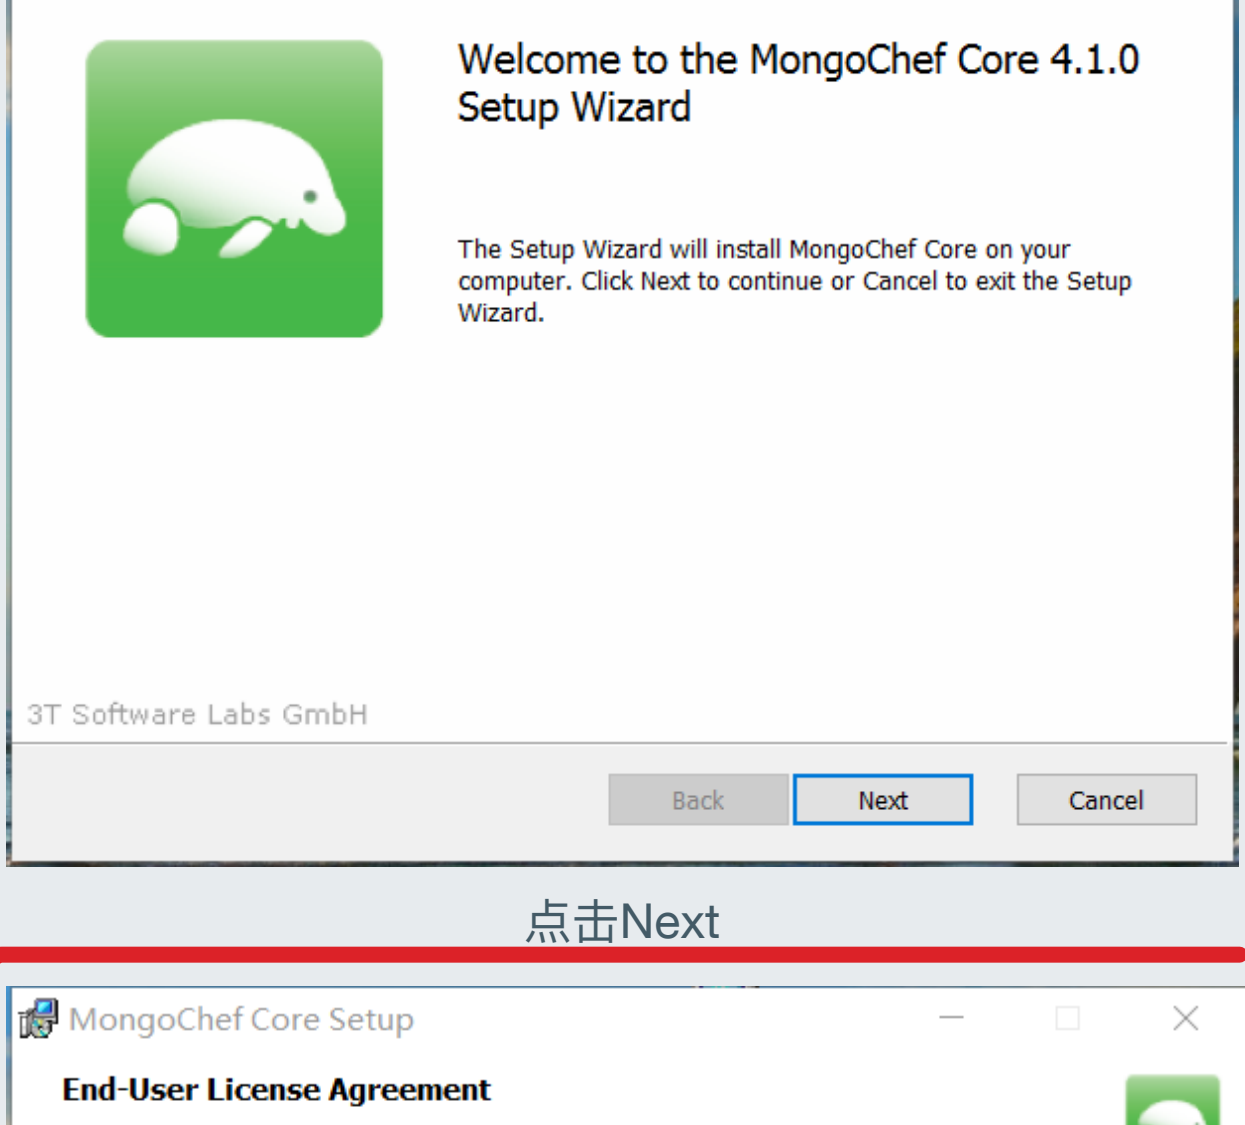 Welcome to the MongoChef Core 4.1.0
Setup Wizard
The Setup Wizard will install MongoChef Core on your
computer. Click Next to continue or Cancel to exit the Setup
Wizard.
3T Software Labs GmbH
Back
Next
Cancel
点击Next
MongoChef Core Setup
End-User License Agreement